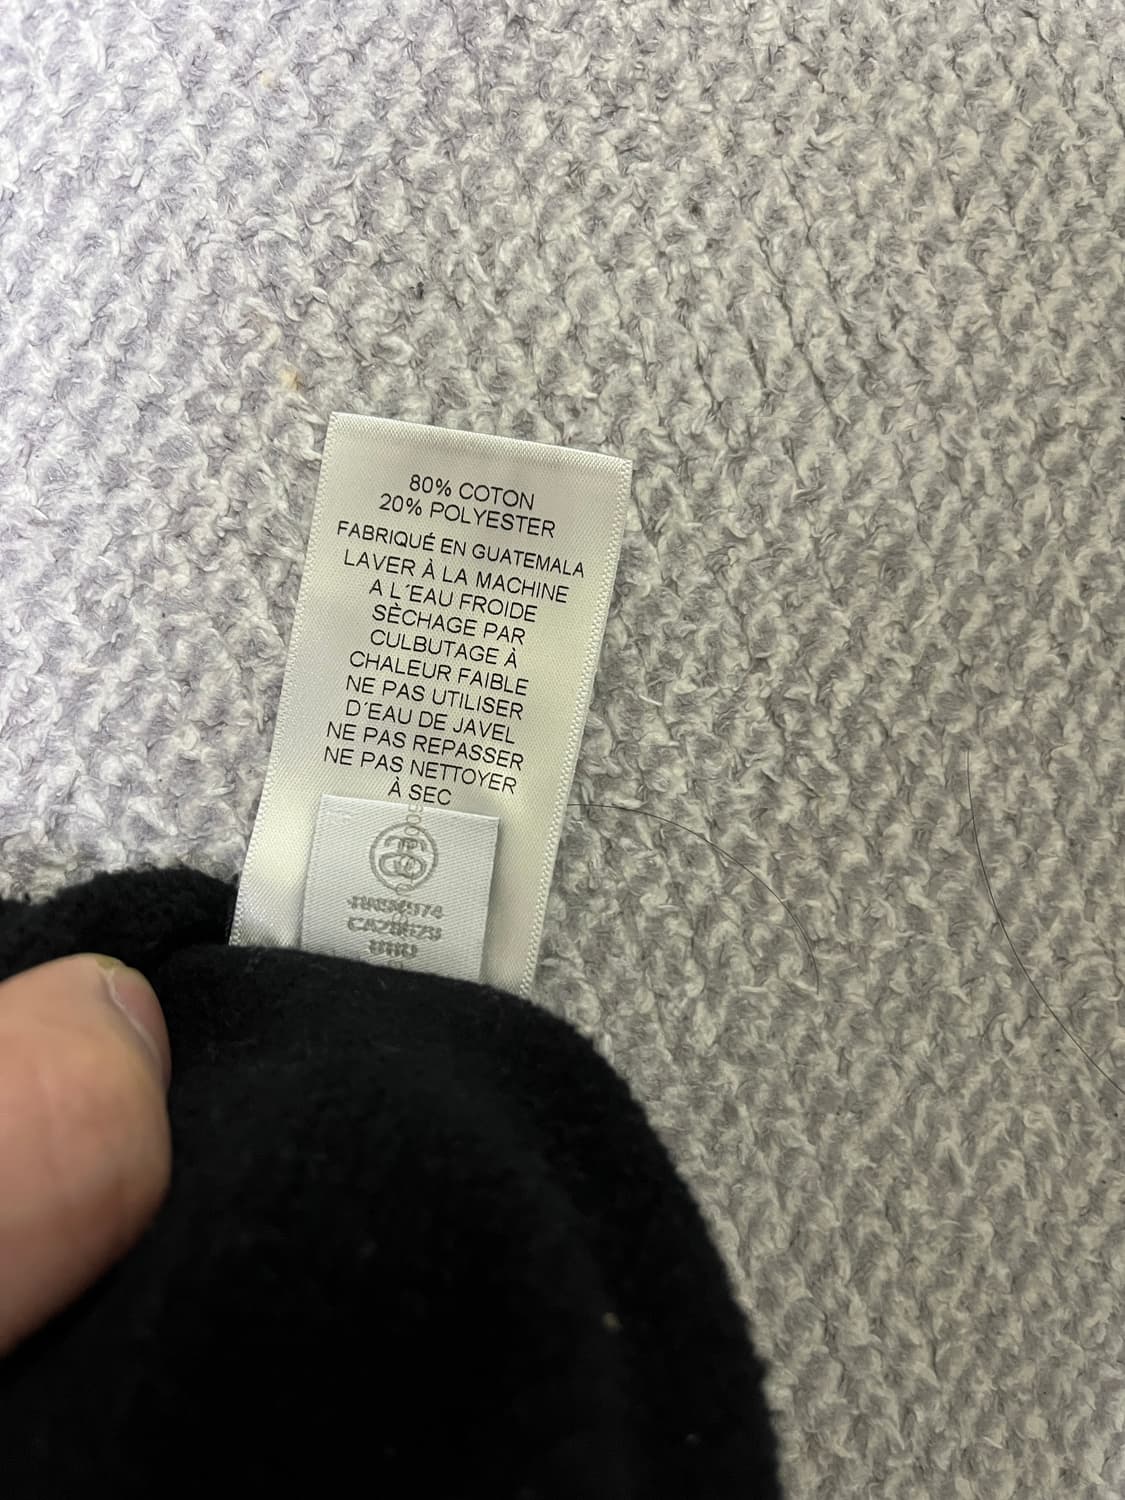 80% COTON
20% POLYESTER
FABRIQUÉ EN GUATEMALA
LAVER À LA MACHINE
A L´EAU FROIDE
SÈCHAGE PAR
CULBUTAGE À
CHALEUR FAIBLE
NE PAS UTILISER
D´EAU DE JAVEL
NE PAS REPASSER
NE PAS NETTOYER
À SEC